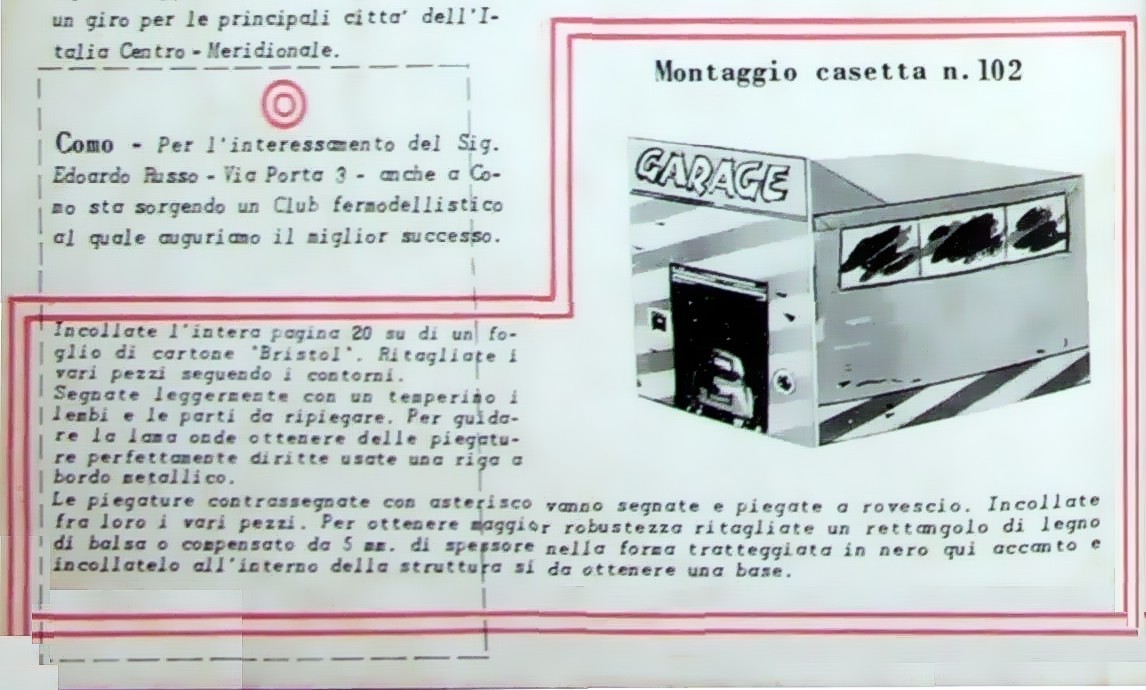 un giro per le principali citta' dell'I-
talia Centro - Meridionale.
Como - Per l'interessamento del Sig.
Edoardo Russo - Via Porta 3 - anche a Co-
mo sta sorgendo un Club fermodellistico
al quale auguriamo il miglior successo.
Montaggio casetta n. 102
GARAGE
Incollate l'intera pagina 20 su di un fo-
glio di cartone "Bristol". Ritagliate i
vari pezzi seguendo i contorni.
Segnate leggermente con un temperino i
lembi e le parti da ripiegare. Per guida-
re la lama onde ottenere delle piegatu-
re perfettamente diritte usate una riga a
bordo metallico.
Le piegature contrassegnate con asterisco vanno segnate e piegate a rovescio. Incollate
fra loro i vari pezzi. Per ottenere maggior robustezza ritagliate un rettangolo di legno
di balsa o compensato da 5 mm. di spessore nella forma tratteggiata in nero qui accanto e
incollatelo all'interno della struttura si da ottenere una base.